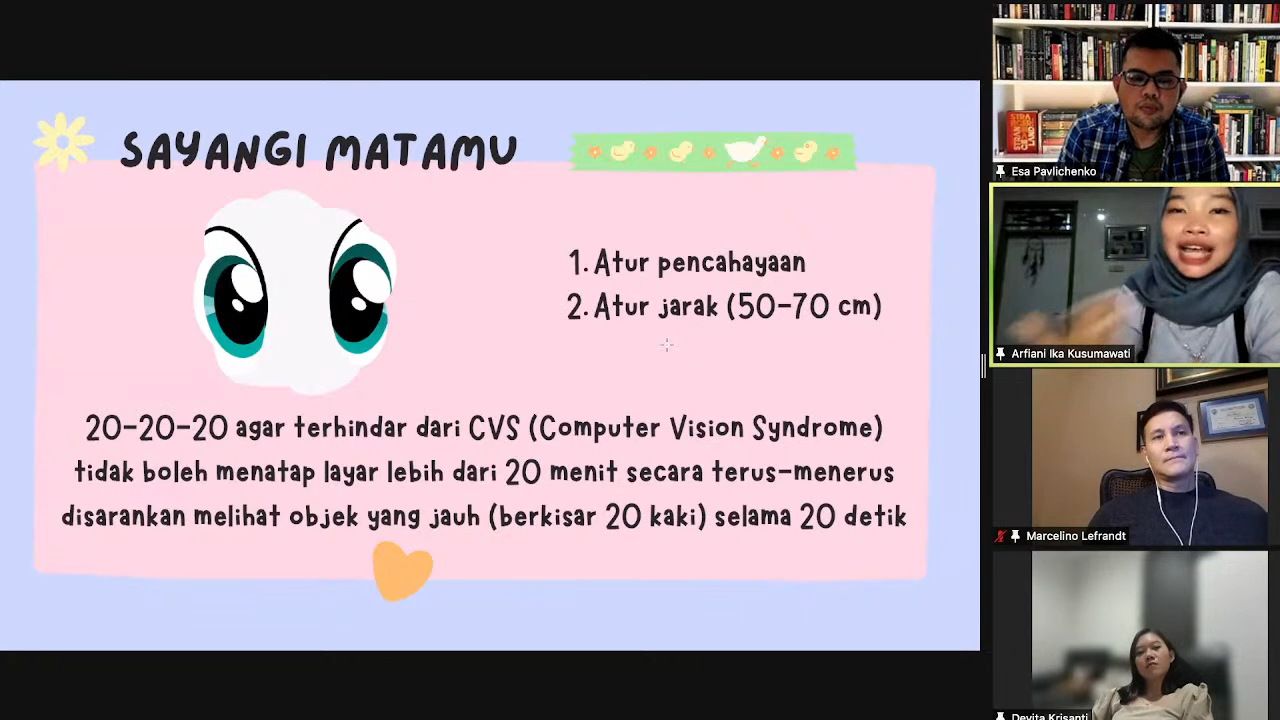 SAYANGI MATAMU
1. Atur pencahayaan
2. Atur jarak (50-70 cm)
20-20-20 agar terhindar dari CVS (Computer Vision Syndrome)
tidak boleh menatap layar lebih dari 20 menit secara terus-menerus
disarankan melihat objek yang jauh (berkisar 20 kaki) selama 20 detik
Esa Pavlichenko
Arfiani Ika Kusumawati
Marcelino Lefrandt
Devita Krisanti